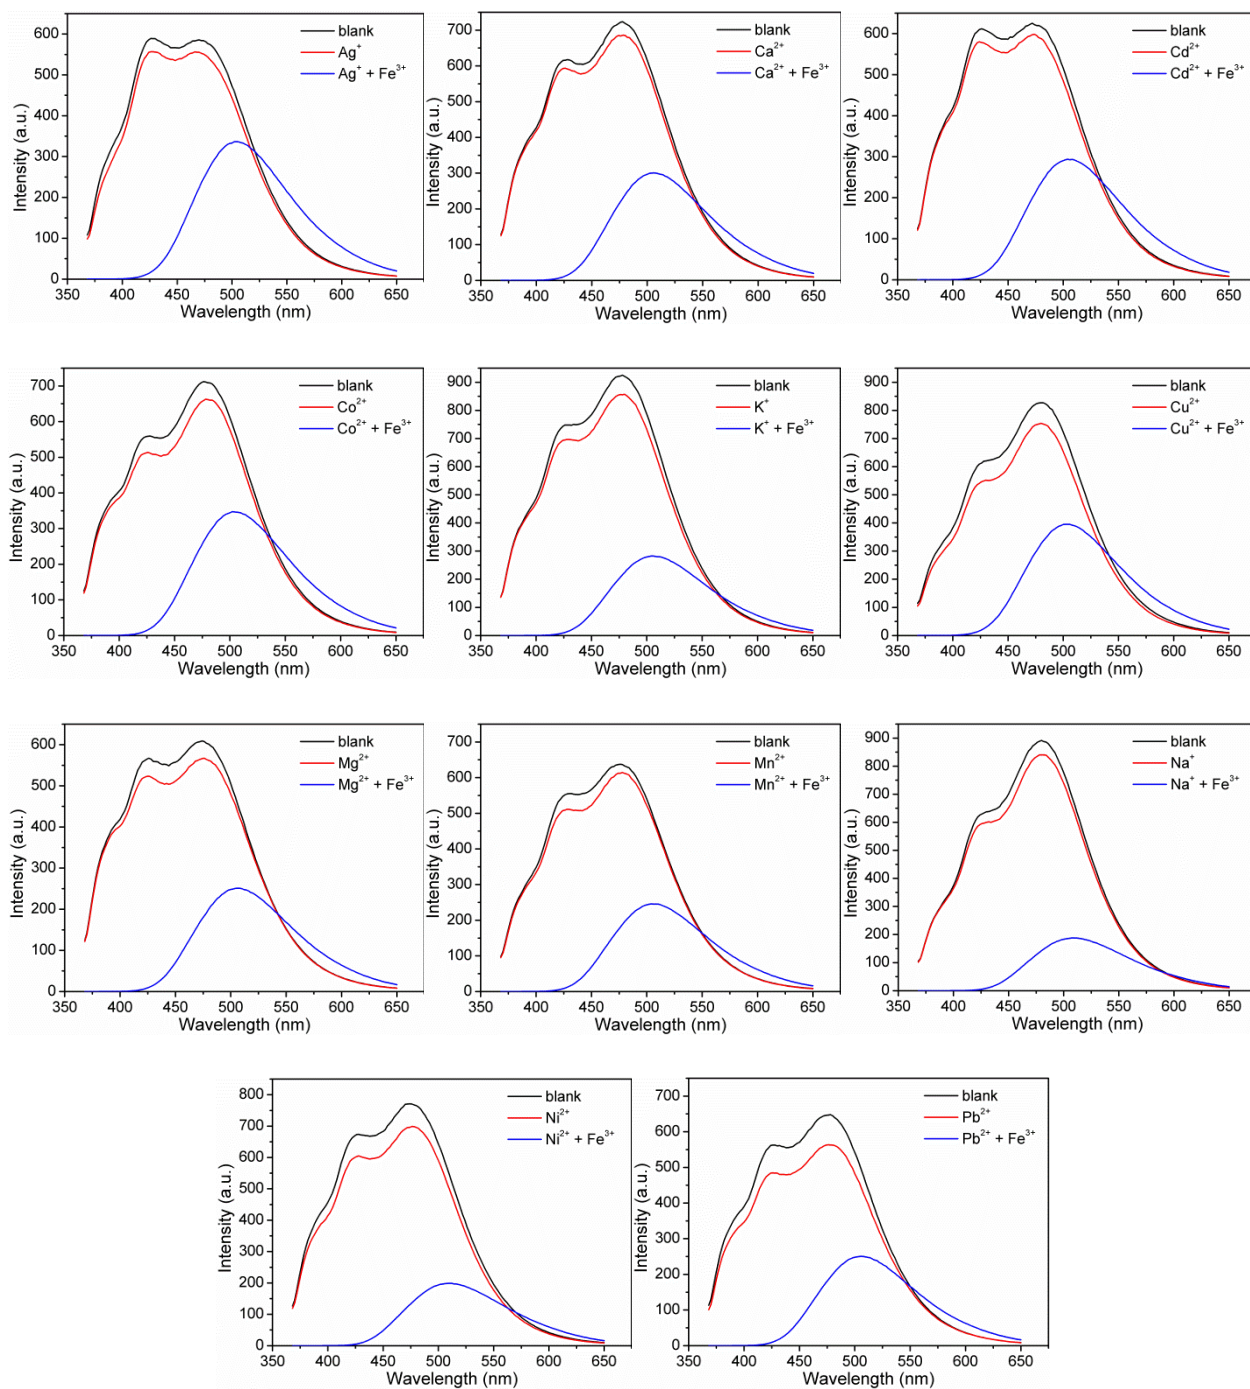 blank
Ag⁺
Ag⁺ + Fe³⁺
Intensity (a.u.)
600
500
400
300
200
100
0
350 400 450 500 550 600 650
Wavelength (nm)
blank
Ca²⁺
Ca²⁺ + Fe³⁺
Intensity (a.u.)
700
600
500
400
300
200
100
0
350 400 450 500 550 600 650
Wavelength (nm)
blank
Cd²⁺
Cd²⁺ + Fe³⁺
Intensity (a.u.)
600
500
400
300
200
100
0
350 400 450 500 550 600 650
Wavelength (nm)
blank
Co²⁺
Co²⁺ + Fe³⁺
Intensity (a.u.)
700
600
500
400
300
200
100
0
350 400 450 500 550 600 650
Wavelength (nm)
blank
K⁺
K⁺ + Fe³⁺
Intensity (a.u.)
900
800
700
600
500
400
300
200
100
0
350 400 450 500 550 600 650
Wavelength (nm)
blank
Cu²⁺
Cu²⁺ + Fe³⁺
Intensity (a.u.)
900
800
700
600
500
400
300
200
100
0
350 400 450 500 550 600 650
Wavelength (nm)
blank
Mg²⁺
Mg²⁺ + Fe³⁺
Intensity (a.u.)
600
500
400
300
200
100
0
350 400 450 500 550 600 650
Wavelength (nm)
blank
Mn²⁺
Mn²⁺ + Fe³⁺
Intensity (a.u.)
700
600
500
400
300
200
100
0
350 400 450 500 550 600 650
Wavelength (nm)
blank
Na⁺
Na⁺ + Fe³⁺
Intensity (a.u.)
900
800
700
600
500
400
300
200
100
0
350 400 450 500 550 600 650
Wavelength (nm)
blank
Ni²⁺
Ni²⁺ + Fe³⁺
Intensity (a.u.)
800
700
600
500
400
300
200
100
0
350 400 450 500 550 600 650
Wavelength (nm)
blank
Pb²⁺
Pb²⁺ + Fe³⁺
Intensity (a.u.)
700
600
500
400
300
200
100
0
350 400 450 500 550 600 650
Wavelength (nm)